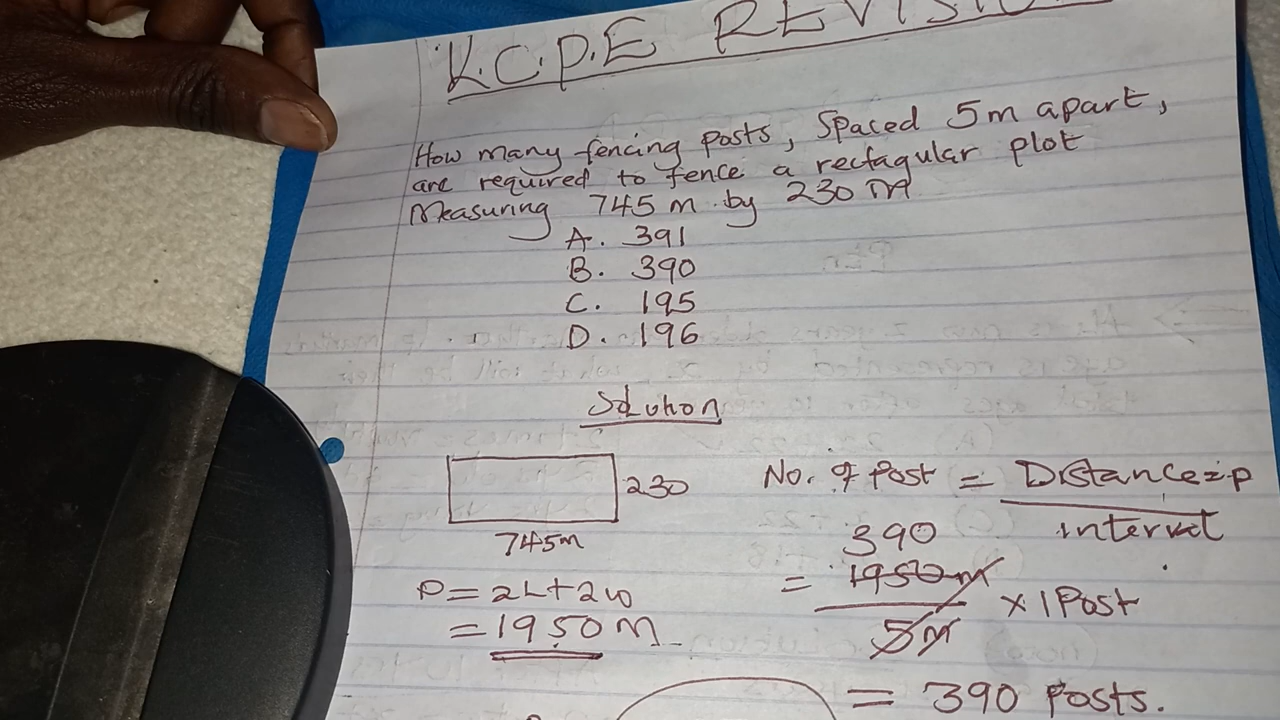 K.C.P.E REVISION
How many fencing posts, Spaced 5m apart,
are required to fence a rectagular plot
Measuring 745 m by 230 m
A. 391
B. 390
C. 195
D. 196
Solution
230
745m
P = 2L + 2W
= 1950 m
No. of Post = Distance = p
interval
390
= 1950m × 1 Post
5m
= 390 Posts.